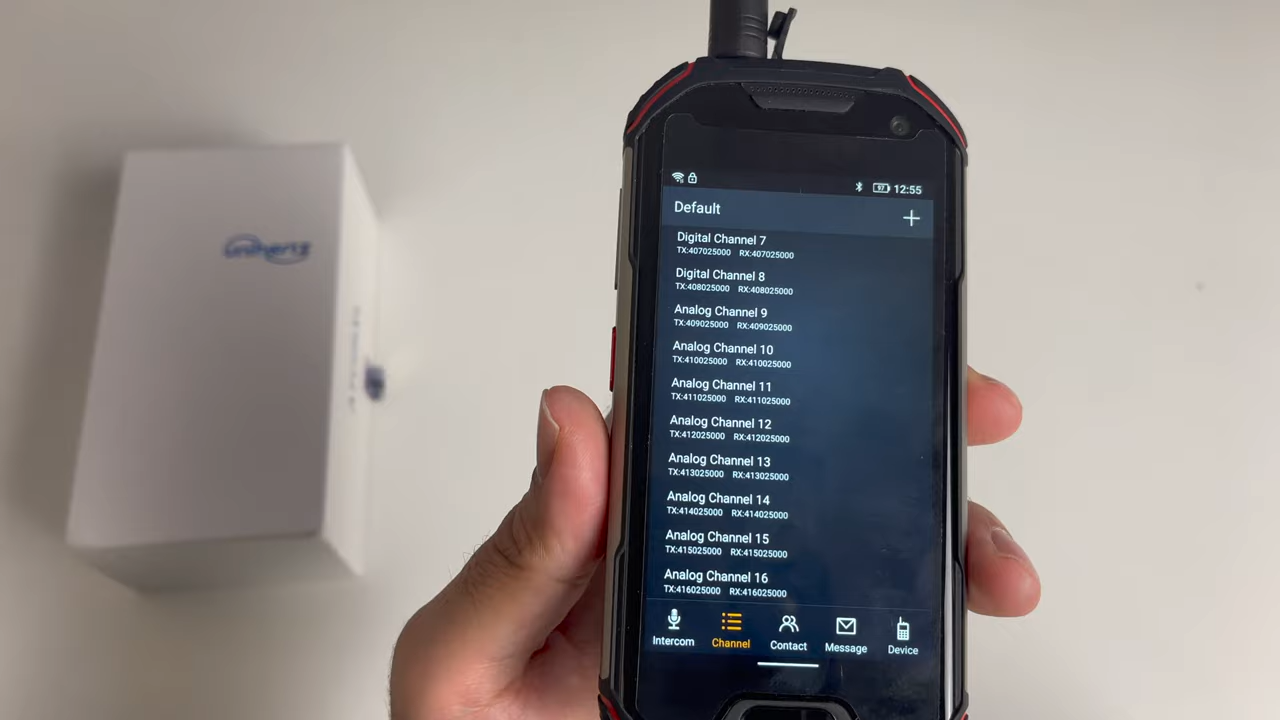 unihertz
97 12:55
Default
Digital Channel 7
TX:407025000 RX:407025000
Digital Channel 8
TX:408025000 RX:408025000
Analog Channel 9
TX:409025000 RX:409025000
Analog Channel 10
TX:410025000 RX:410025000
Analog Channel 11
TX:411025000 RX:411025000
Analog Channel 12
TX:412025000 RX:412025000
Analog Channel 13
TX:413025000 RX:413025000
Analog Channel 14
TX:414025000 RX:414025000
Analog Channel 15
TX:415025000 RX:415025000
Analog Channel 16
TX:416025000 RX:416025000
Intercom Channel Contact Message Device